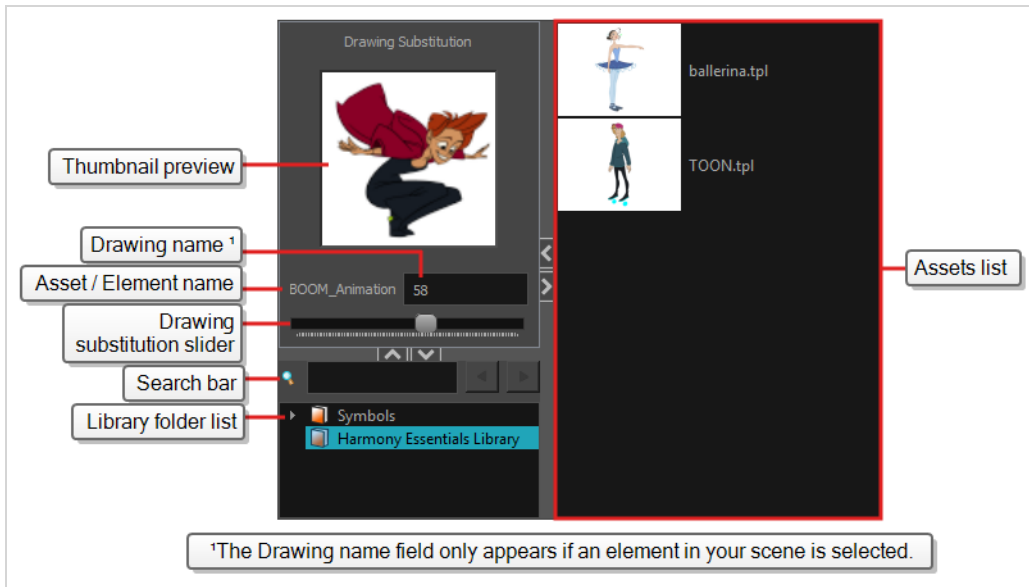 Drawing Substitution
ballerina.tpl
TOON.tpl
Thumbnail preview
Drawing name ¹
Asset / Element name
BOOM_Animation 58
Assets list
Drawing
substitution slider
Search bar
Library folder list
Symbols
Harmony Essentials Library
¹The Drawing name field only appears if an element in your scene is selected.